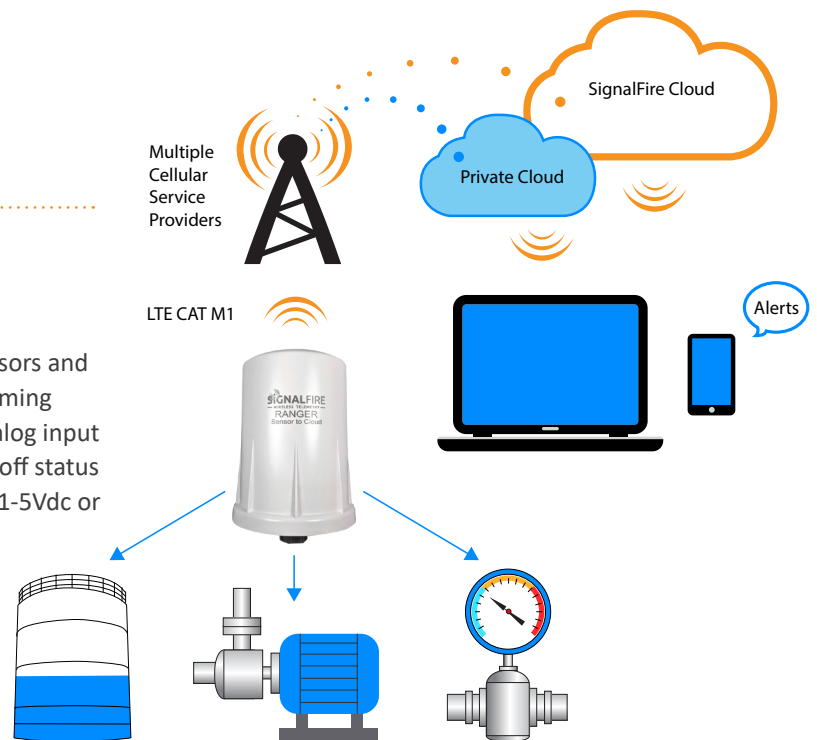 SignalFire Cloud
Multiple
Cellular
Service
Providers
Private Cloud
LTE CAT M1
Alerts
SIGNALFIRE
WIRELESS TELEMETRY
RANGER
Sensor to Cloud
sors and
ming
alog input
off status
1-5Vdc or